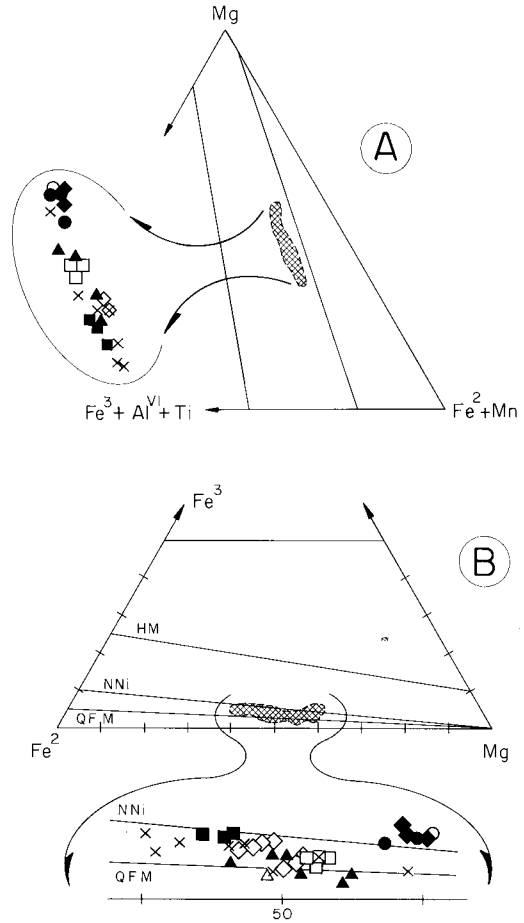 Mg
A
Fe³ + Al^VI + Ti
Fe² + Mn
Fe³
B
HM
NNi
QFM
Fe²
Mg
NNi
QFM
50